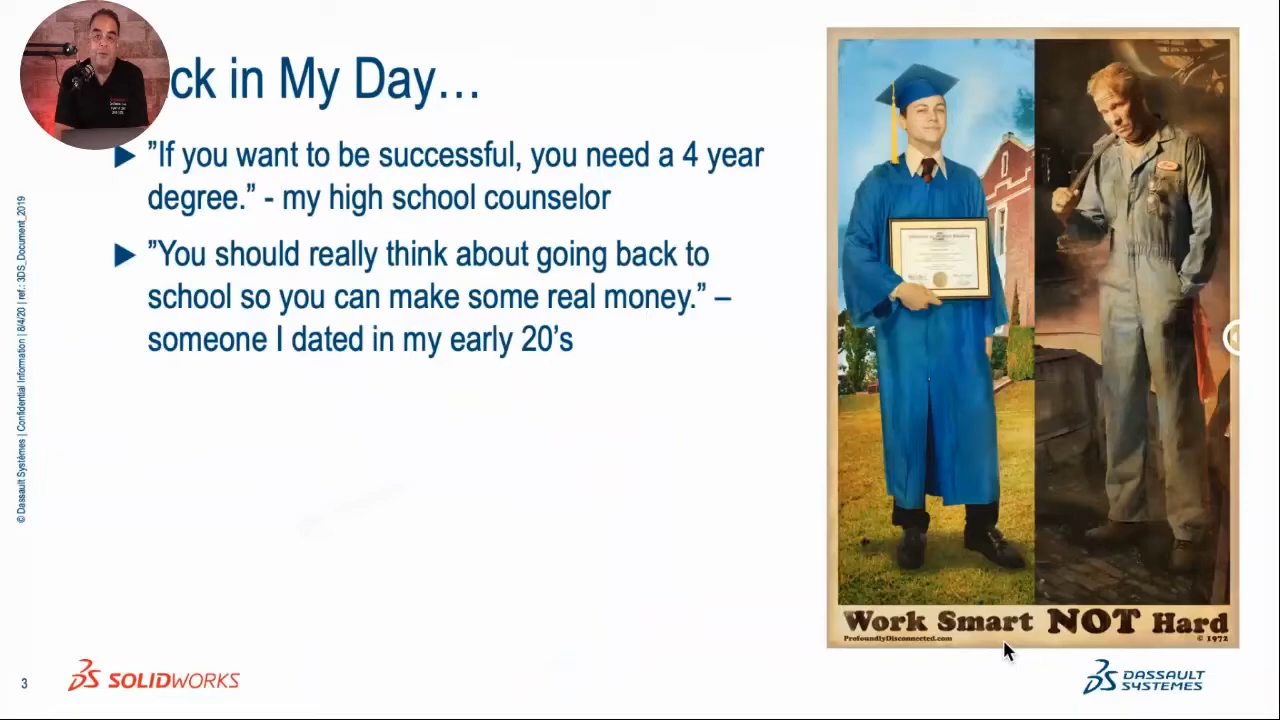 ck in My Day…
”If you want to be successful, you need a 4 year
degree.” - my high school counselor
”You should really think about going back to
school so you can make some real money.” –
someone I dated in my early 20’s
© Dassault Systèmes | Confidential Information | 8/4/20 | ref.: 3DS_Document_2019
Work Smart NOT Hard
ProfoundlyDisconnected.com
© 1972
3
SOLIDWORKS
DASSAULT
SYSTEMES